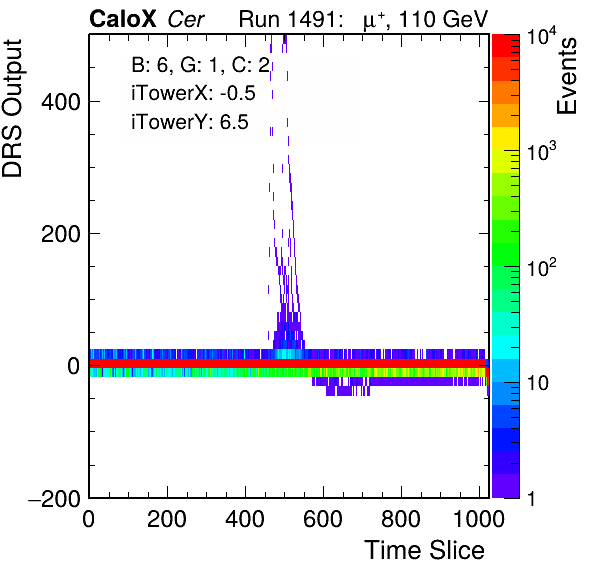 CaloX Cer Run 1491: μ⁺, 110 GeV
B: 6, G: 1, C: 2
iTowerX: -0.5
iTowerY: 6.5
DRS Output
400
200
0
−200
0 200 400 600 800 1000
Time Slice
Events
10⁴
10³
10²
10
1